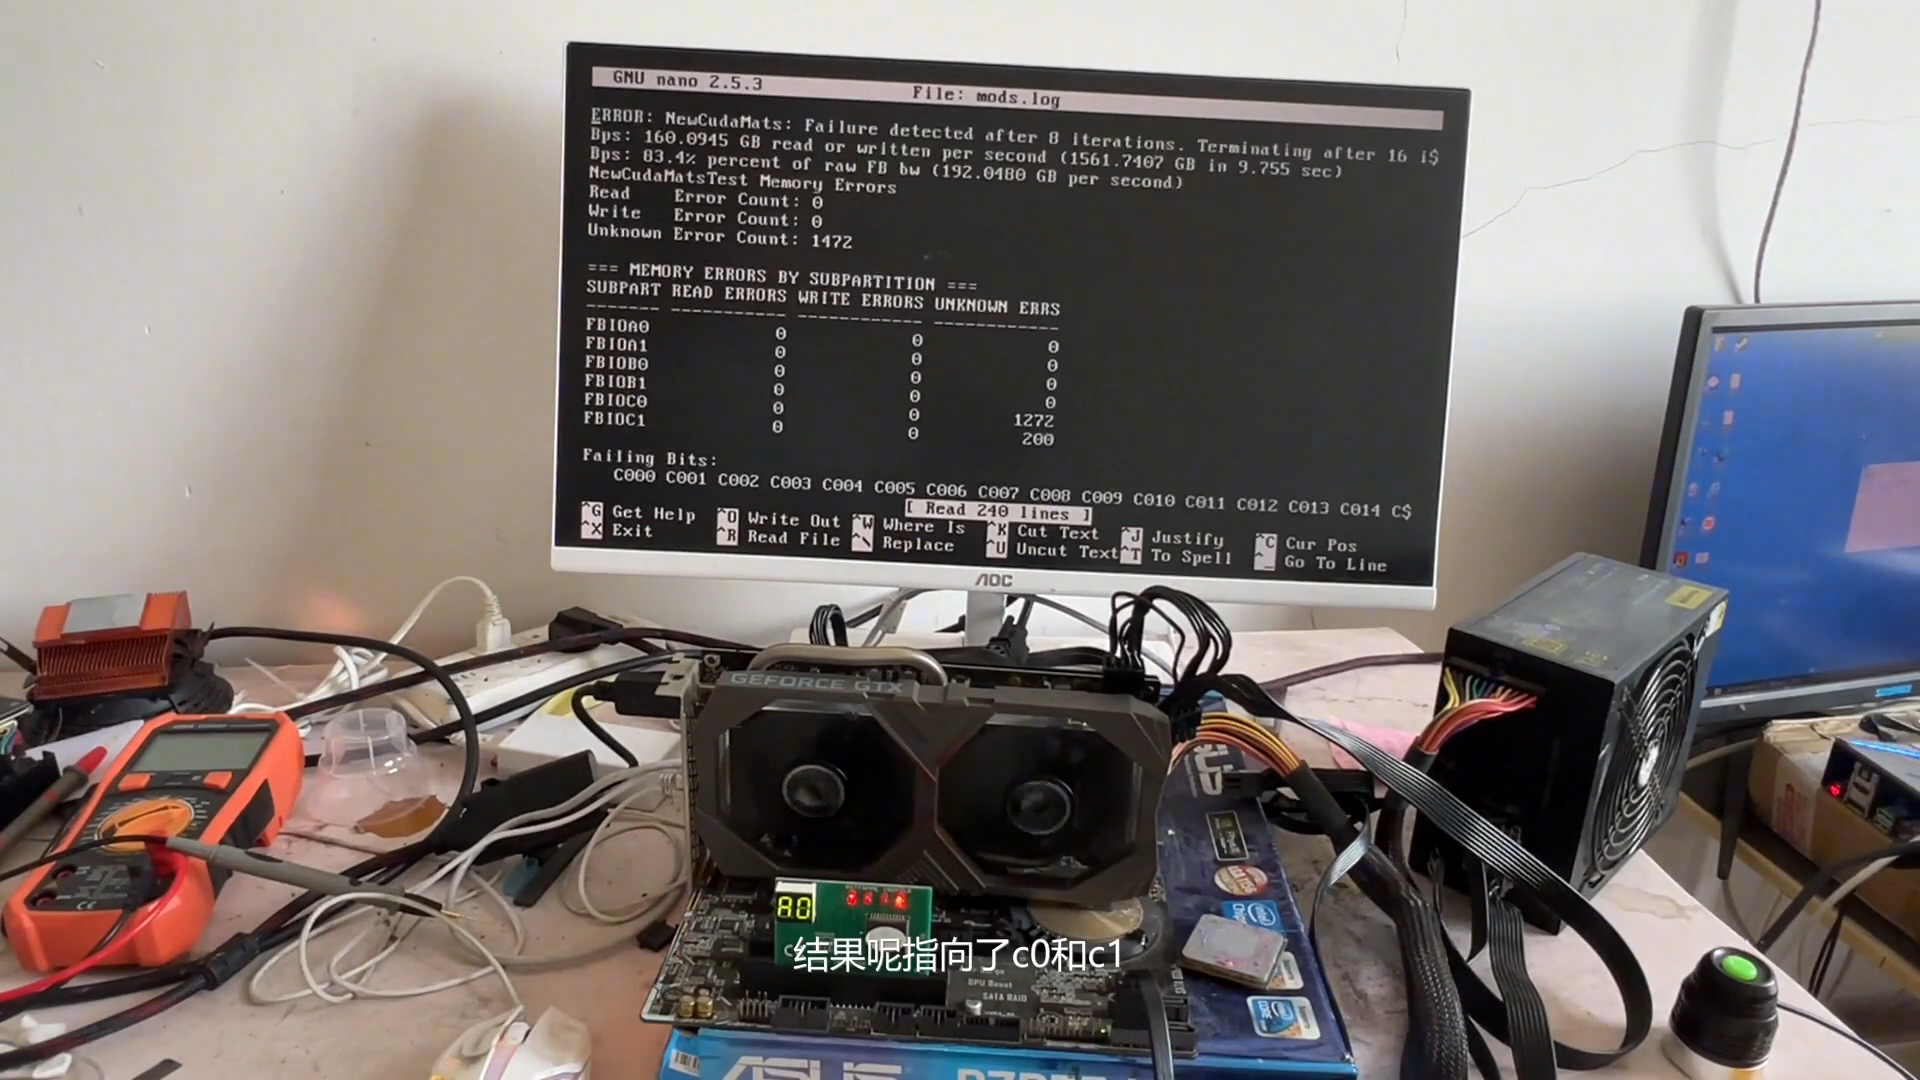 GNU nano 2.5.3 File: mods.log
ERROR: NewCudaMats: Failure detected after 8 iterations. Terminating after 16 i$
Bps: 160.0945 GB read or written per second (1561.7407 GB in 9.755 sec)
Bps: 83.4% percent of raw FB bw (192.0480 GB per second)
NewCudaMatsTest Memory Errors
Read Error Count: 0
Write Error Count: 0
Unknown Error Count: 1472
=== MEMORY ERRORS BY SUBPARTITION ===
SUBPART READ ERRORS WRITE ERRORS UNKNOWN ERRS
------- ----------- ------------ ------------
FBIOA0 0 0 0
FBIOA1 0 0 0
FBIOB0 0 0 0
FBIOB1 0 0 0
FBIOC0 0 0 1272
FBIOC1 0 0 200
Failing Bits:
C000 C001 C002 C003 C004 C005 C006 C007 C008 C009 C010 C011 C012 C013 C014 C$
[ Read 240 lines ]
^G Get Help ^O Write Out ^W Where Is ^K Cut Text ^J Justify ^C Cur Pos
^X Exit ^R Read File ^\ Replace ^U Uncut Text ^T To Spell ^_ Go To Line
AOC
GEFORCE GTX
A0
结果呢指向了c0和c1
GPU Boost
SATA RAID
intel
ASUS